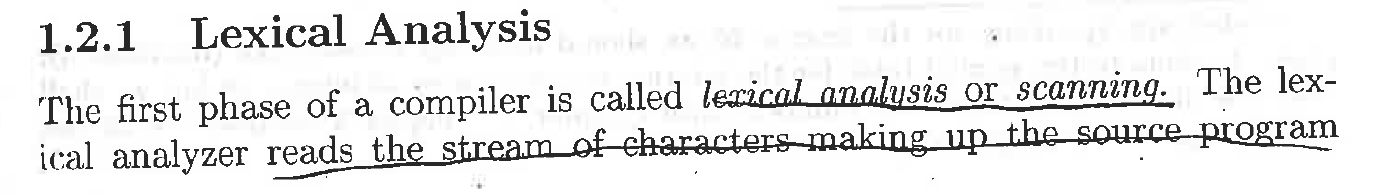 1.2.1 Lexical Analysis
The first phase of a compiler is called lexical analysis or scanning. The lex-
ical analyzer reads the stream of characters making up the source program